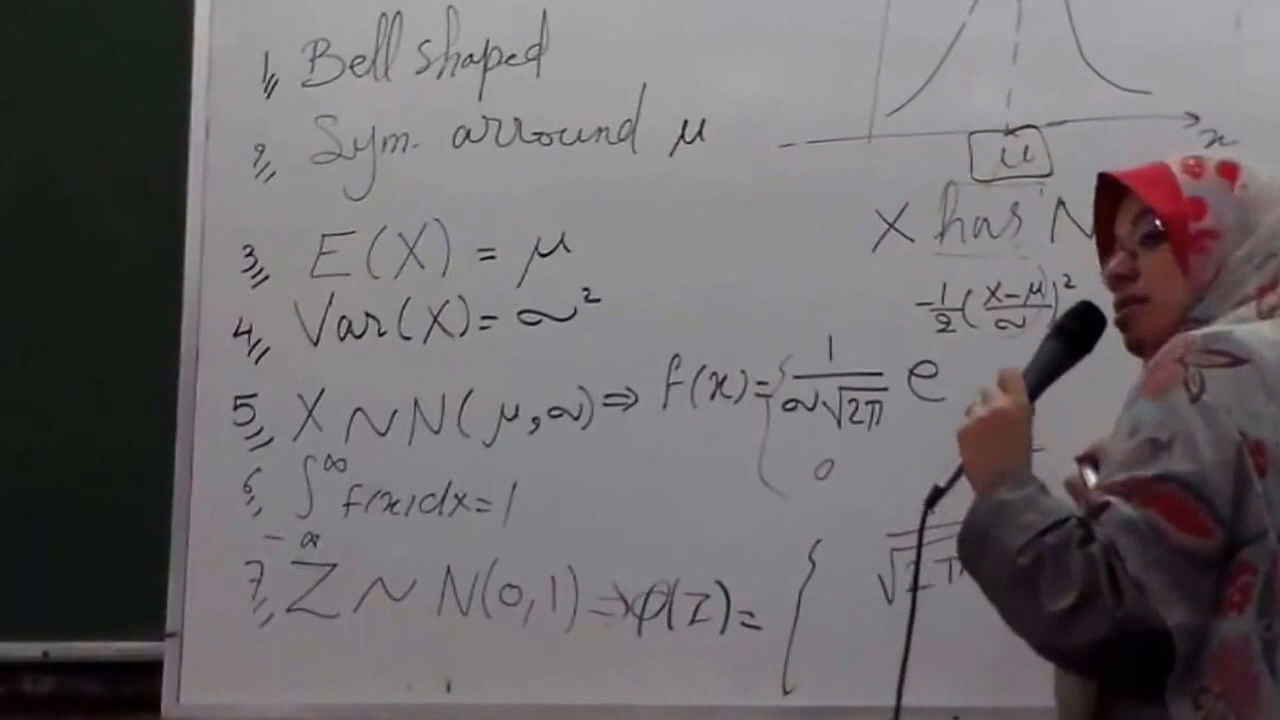 1,, Bell shaped
2,, Sym. arround μ
3,, E(X) = μ
4,, Var(X) = σ²
5,, X ~ N(μ,σ) ⇒ f(x) = { 1/(σ√2π) e^(-1/2((x-μ)/σ)²)
0
6,, ∫_{-∞}^{∞} f(x)dx = 1
7,, Z ~ N(0,1) ⇒ φ(Z) = { √2π
μ
x
X has N